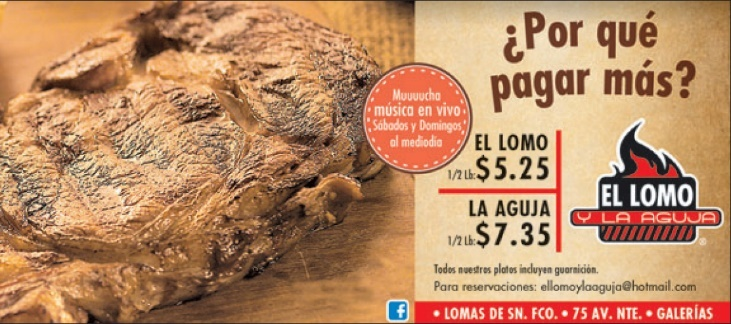 ¿Por qué
pagar más?
Muuuucha
música en vivo
Sábados y Domingos
al mediodia
EL LOMO
1/2 Lb: $5.25
LA AGUJA
1/2 Lb: $7.35
EL LOMO
Y LA AGUJA
®
Todos nuestros platos incluyen guarnición.
Para reservaciones: ellomoylaaguja@hotmail.com
f
• LOMAS DE SN. FCO. • 75 AV. NTE. • GALERÍAS